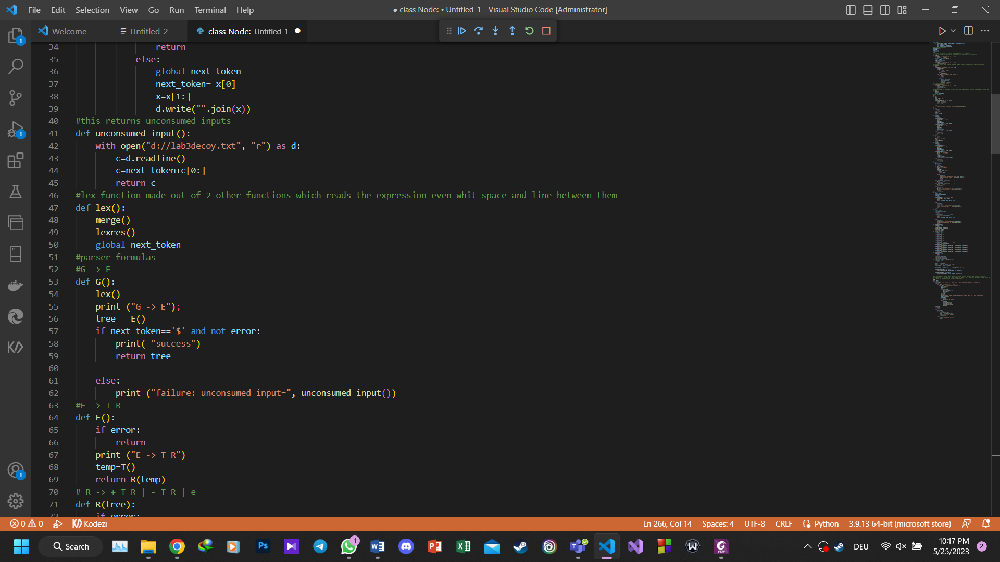 File Edit Selection View Go Run Terminal Help
● class Node: • Untitled-1 - Visual Studio Code [Administrator]
Welcome
Untitled-2
class Node: Untitled-1 ●
34 return
35 else:
36 global next_token
37 next_token= x[0]
38 x=x[1:]
39 d.write("".join(x))
40 #this returns unconsumed inputs
41 def unconsumed_input():
42 with open("d://lab3decoy.txt", "r") as d:
43 c=d.readline()
44 c=next_token+c[0:]
45 return c
46 #lex function made out of 2 other functions which reads the expression even whit space and line between them
47 def lex():
48 merge()
49 lexres()
50 global next_token
51 #parser formulas
52 #G -> E
53 def G():
54 lex()
55 print ("G -> E");
56 tree = E()
57 if next_token=='$' and not error:
58 print( "success")
59 return tree
60
61 else:
62 print ("failure: unconsumed input=", unconsumed_input())
63 #E -> T R
64 def E():
65 if error:
66 return
67 print ("E -> T R")
68 temp=T()
69 return R(temp)
70 # R -> + T R | - T R | e
71 def R(tree):
72 if error:
1
1
1
0 0
Kodezi
Ln 266, Col 14 Spaces: 4 UTF-8 CRLF Python 3.9.13 64-bit (microsoft store)
Search
Ps
1
DEU
10:17 PM
5/25/2023
2